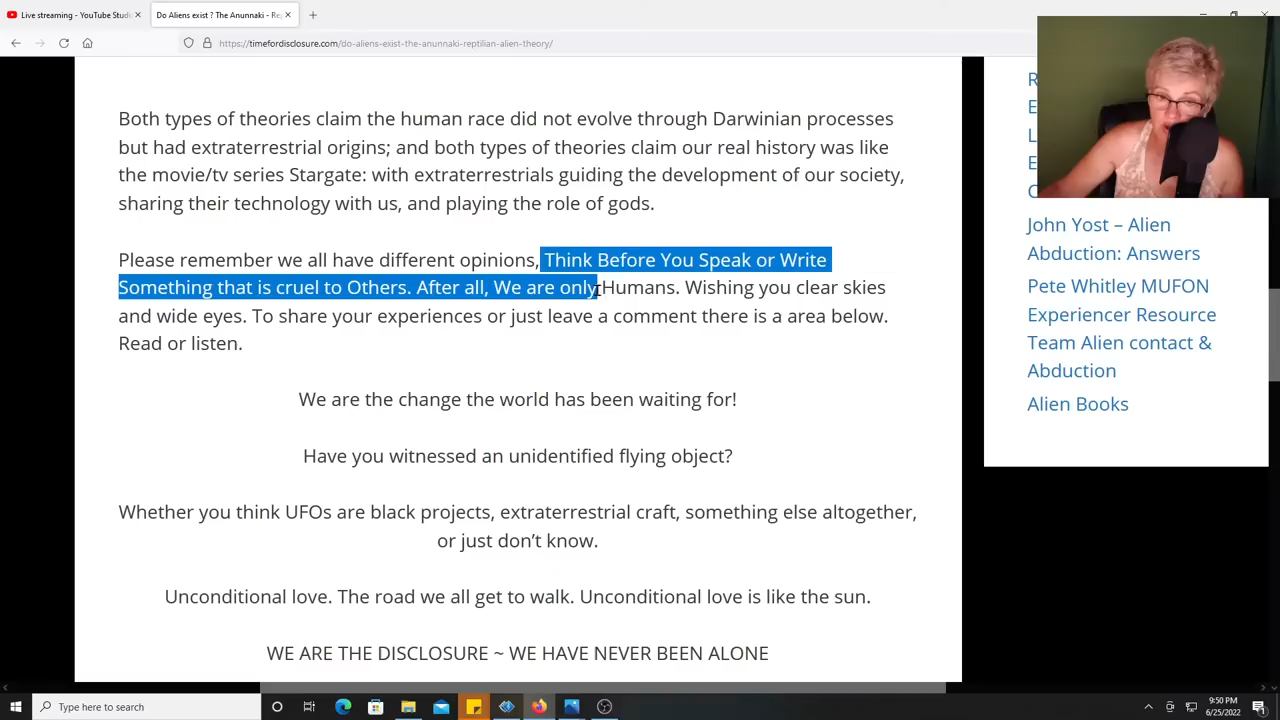 Live streaming - YouTube Studi
Do Aliens exist ? The Anunnaki - Rep
https://timefordisclosure.com/do-aliens-exist-the-anunnaki-reptilian-alien-theory/
Both types of theories claim the human race did not evolve through Darwinian processes
but had extraterrestrial origins; and both types of theories claim our real history was like
the movie/tv series Stargate: with extraterrestrials guiding the development of our society,
sharing their technology with us, and playing the role of gods.
Please remember we all have different opinions, Think Before You Speak or Write
Something that is cruel to Others. After all, We are only Humans. Wishing you clear skies
and wide eyes. To share your experiences or just leave a comment there is a area below.
Read or listen.
We are the change the world has been waiting for!
Have you witnessed an unidentified flying object?
Whether you think UFOs are black projects, extraterrestrial craft, something else altogether,
or just don’t know.
Unconditional love. The road we all get to walk. Unconditional love is like the sun.
WE ARE THE DISCLOSURE ~ WE HAVE NEVER BEEN ALONE
R
E
L
E
C
John Yost – Alien
Abduction: Answers
Pete Whitley MUFON
Experiencer Resource
Team Alien contact &
Abduction
Alien Books
Type here to search
9:50 PM
6/25/2022